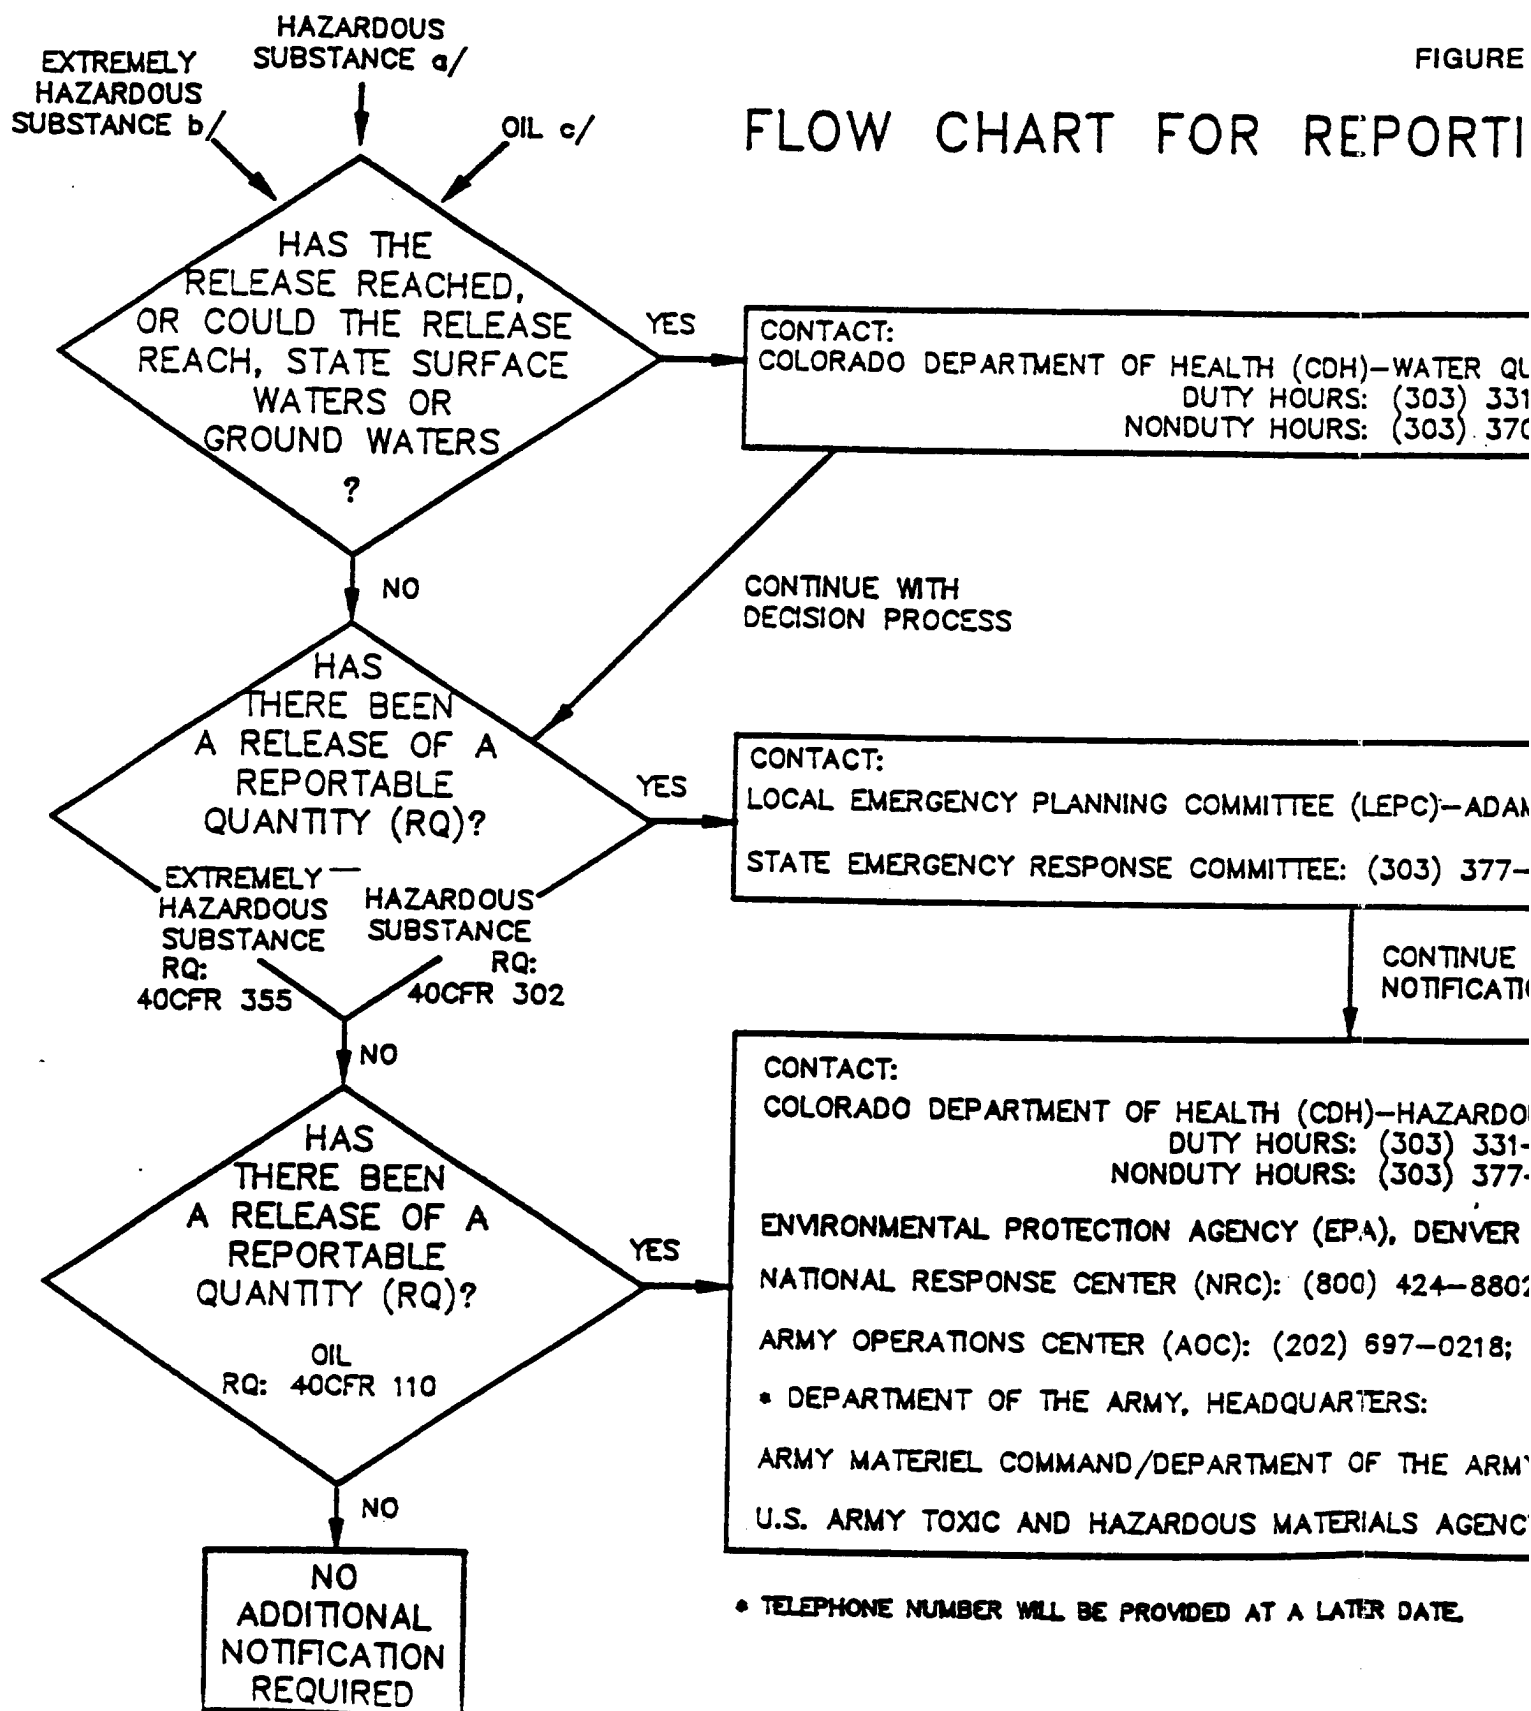 FIGURE
FLOW CHART FOR REPORTI
HAZARDOUS
SUBSTANCE a/
EXTREMELY
HAZARDOUS
SUBSTANCE b/
OIL c/
HAS THE
RELEASE REACHED,
OR COULD THE RELEASE
REACH, STATE SURFACE
WATERS OR
GROUND WATERS
?
YES
CONTACT:
COLORADO DEPARTMENT OF HEALTH (CDH)-WATER QU
DUTY HOURS: (303) 331
NONDUTY HOURS: (303) 370
NO
CONTINUE WITH
DECISION PROCESS
HAS
THERE BEEN
A RELEASE OF A
REPORTABLE
QUANTITY (RQ)?
EXTREMELY
HAZARDOUS
SUBSTANCE
RQ:
40CFR 355
HAZARDOUS
SUBSTANCE
RQ:
40CFR 302
YES
CONTACT:
LOCAL EMERGENCY PLANNING COMMITTEE (LEPC)-ADAM
STATE EMERGENCY RESPONSE COMMITTEE: (303) 377-
CONTINUE
NOTIFICATIO
NO
HAS
THERE BEEN
A RELEASE OF A
REPORTABLE
QUANTITY (RQ)?
OIL
RQ: 40CFR 110
YES
CONTACT:
COLORADO DEPARTMENT OF HEALTH (CDH)-HAZARDO
DUTY HOURS: (303) 331-
NONDUTY HOURS: (303) 377-
ENVIRONMENTAL PROTECTION AGENCY (EPA), DENVER
NATIONAL RESPONSE CENTER (NRC): (800) 424-8802
ARMY OPERATIONS CENTER (AOC): (202) 697-0218;
* DEPARTMENT OF THE ARMY, HEADQUARTERS:
ARMY MATERIEL COMMAND/DEPARTMENT OF THE ARMY
U.S. ARMY TOXIC AND HAZARDOUS MATERIALS AGENC
NO
NO
ADDITIONAL
NOTIFICATION
REQUIRED
* TELEPHONE NUMBER WILL BE PROVIDED AT A LATER DATE.